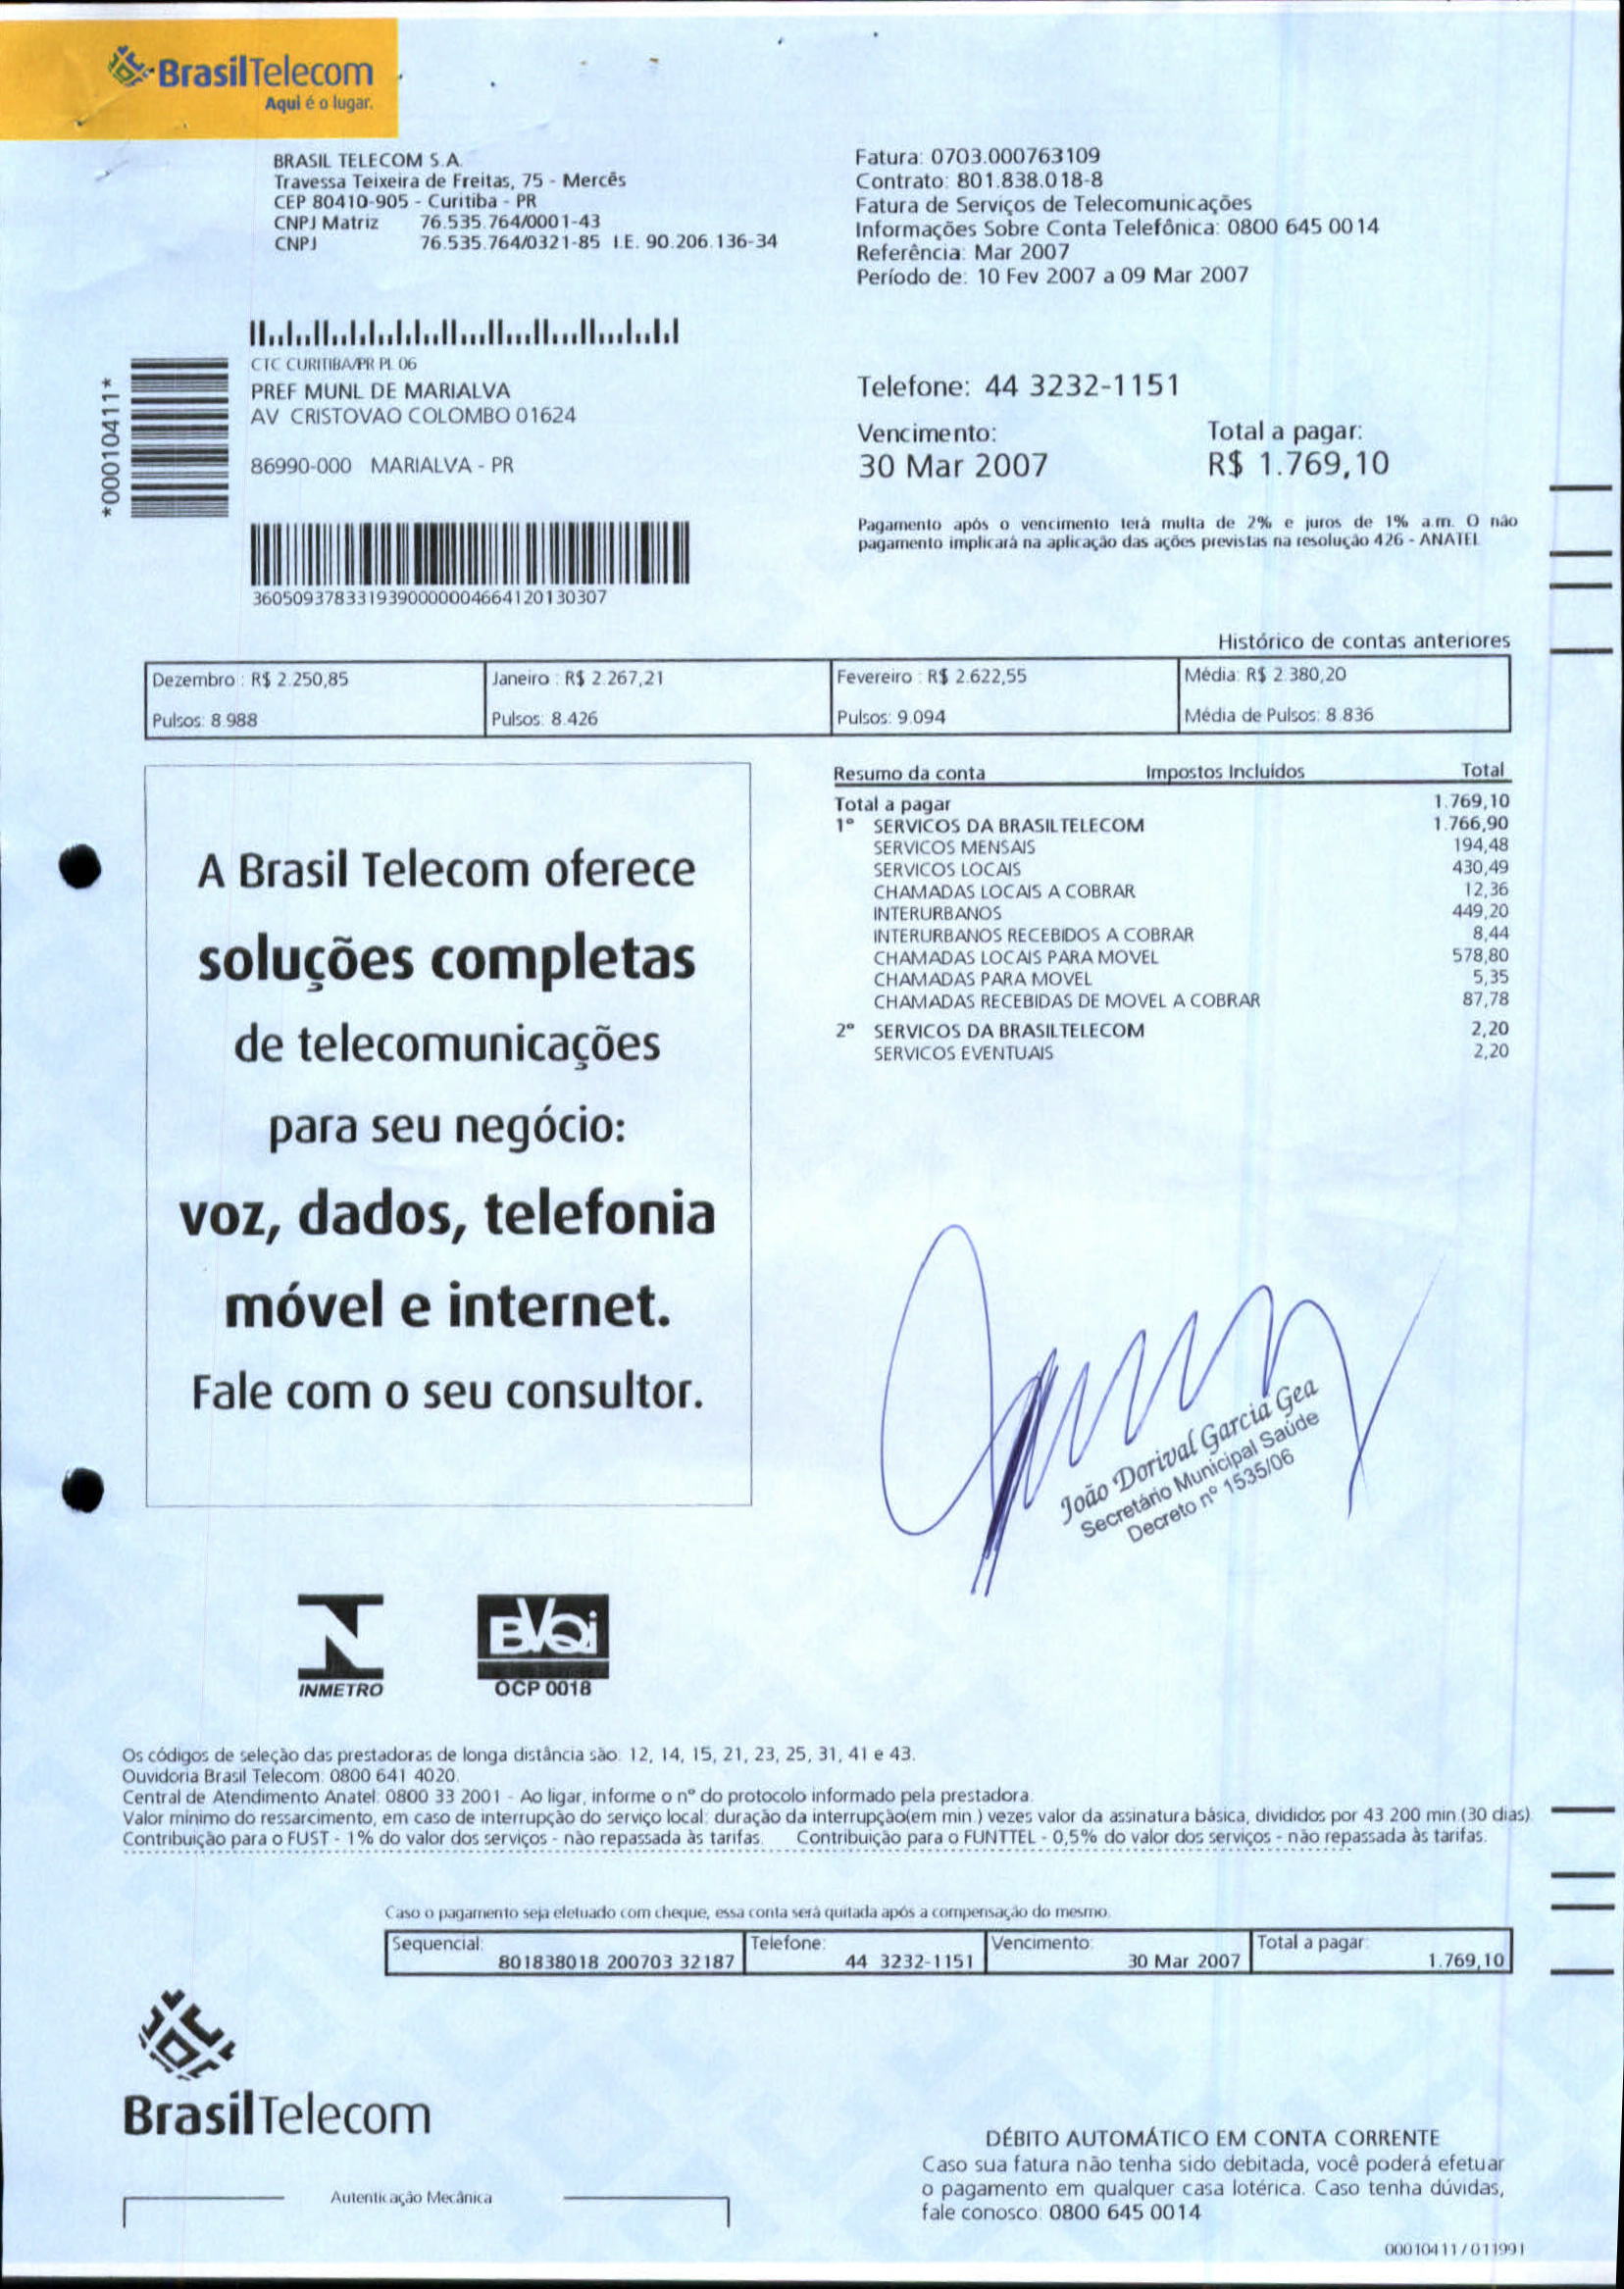 BrasilTelecom
Aqui é o lugar.
BRASIL TELECOM S.A.
Travessa Teixeira de Freitas, 75 - Mercês
CEP 80410-905 - Curitiba - PR
CNPJ Matriz 76.535.764/0001-43
CNPJ 76.535.764/0321-85 I.E. 90.206.136-34
Fatura: 0703.000763109
Contrato: 801.838.018-8
Fatura de Serviços de Telecomunicações
Informações Sobre Conta Telefônica: 0800 645 0014
Referência: Mar 2007
Período de: 10 Fev 2007 a 09 Mar 2007
*00010411*
CTC CURITIBA/PR PL 06
PREF MUNL DE MARIALVA
AV CRISTOVAO COLOMBO 01624
86990-000 MARIALVA - PR
3605093783319390000004664120130307
Telefone: 44 3232-1151
Vencimento: Total a pagar:
30 Mar 2007 R$ 1.769,10
Pagamento após o vencimento terá multa de 2% e juros de 1% a.m. O não
pagamento implicará na aplicação das ações previstas na resolução 426 - ANATEL
Histórico de contas anteriores
Dezembro : R$ 2.250,85 Janeiro : R$ 2.267,21 Fevereiro : R$ 2.622,55 Média: R$ 2.380,20
Pulsos: 8.988 Pulsos: 8.426 Pulsos: 9.094 Média de Pulsos: 8.836
A Brasil Telecom oferece
soluções completas
de telecomunicações
para seu negócio:
voz, dados, telefonia
móvel e internet.
Fale com o seu consultor.
Resumo da conta Impostos Incluídos Total
Total a pagar 1.769,10
1º SERVICOS DA BRASILTELECOM 1.766,90
SERVICOS MENSAIS 194,48
SERVICOS LOCAIS 430,49
CHAMADAS LOCAIS A COBRAR 12,36
INTERURBANOS 449,20
INTERURBANOS RECEBIDOS A COBRAR 8,44
CHAMADAS LOCAIS PARA MOVEL 578,80
CHAMADAS PARA MOVEL 5,35
CHAMADAS RECEBIDAS DE MOVEL A COBRAR 87,78
2º SERVICOS DA BRASILTELECOM 2,20
SERVICOS EVENTUAIS 2,20
João Dorival Garcia Gea
Secretário Municipal Saúde
Decreto nº 1535/06
INMETRO
BVQi
OCP 0018
Os códigos de seleção das prestadoras de longa distância são: 12, 14, 15, 21, 23, 25, 31, 41 e 43.
Ouvidoria Brasil Telecom: 0800 641 4020.
Central de Atendimento Anatel: 0800 33 2001 - Ao ligar, informe o nº do protocolo informado pela prestadora.
Valor mínimo do ressarcimento, em caso de interrupção do serviço local: duração da interrupção(em min.) vezes valor da assinatura básica, divididos por 43.200 min.(30 dias).
Contribuição para o FUST - 1% do valor dos serviços - não repassada às tarifas. Contribuição para o FUNTTEL - 0,5% do valor dos serviços - não repassada às tarifas.
Caso o pagamento seja efetuado com cheque, essa conta será quitada após a compensação do mesmo.
Sequencial: Telefone: Vencimento: Total a pagar:
801838018 200703 32187 44 3232-1151 30 Mar 2007 1.769,10
BrasilTelecom
Autenticação Mecânica
DÉBITO AUTOMÁTICO EM CONTA CORRENTE
Caso sua fatura não tenha sido debitada, você poderá efetuar
o pagamento em qualquer casa lotérica. Caso tenha dúvidas,
fale conosco: 0800 645 0014
00010411/011991